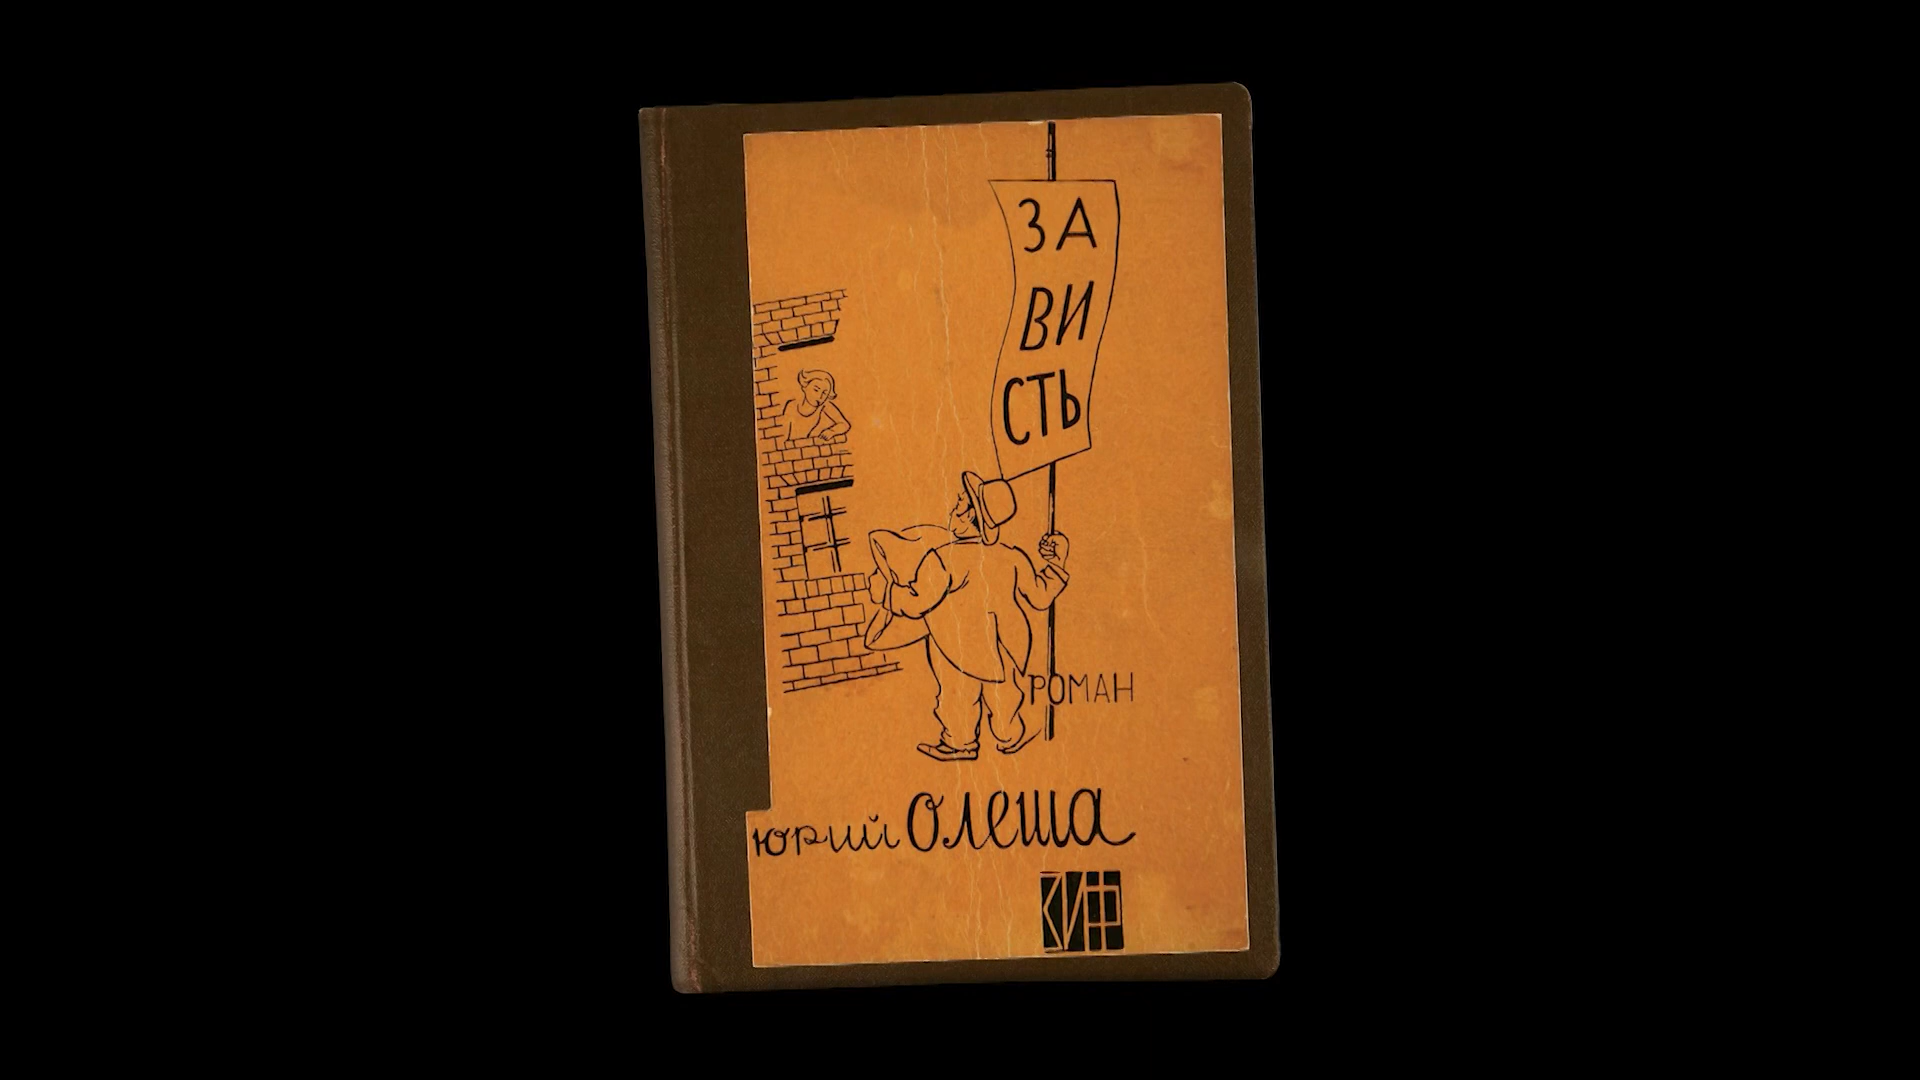 ЗА
ВИ
СТЬ
РОМАН
Юрий Олеша
ЗИФ